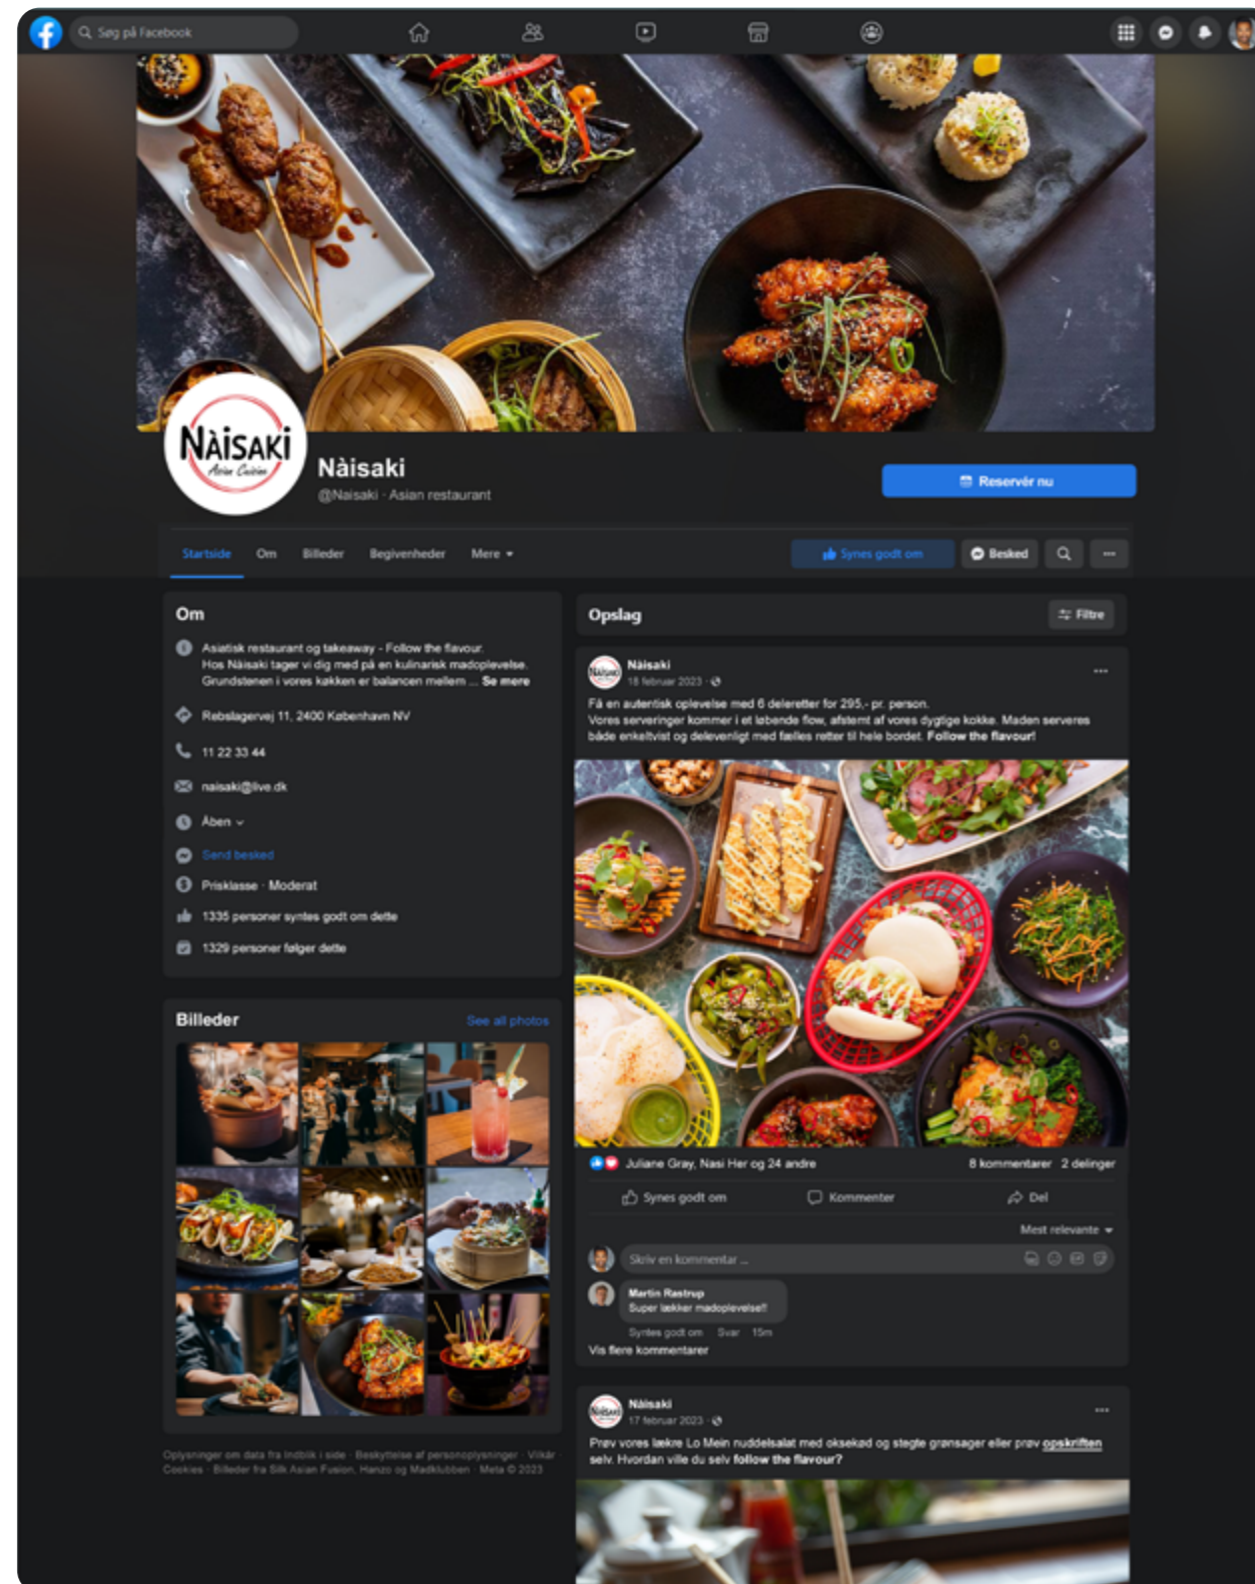 Søg på Facebook
NÀISAKI
Asian Cuisine
Nàisaki
@Naisaki · Asian restaurant
Reservér nu
Startside
Om
Billeder
Begivenheder
Mere
Synes godt om
Besked
Om
Asiatisk restaurant og takeaway - Follow the flavour.
Hos Nàisaki tager vi dig med på en kulinarisk madoplevelse.
Grundstenen i vores køkken er balancen mellem ... Se mere
Rebslagervej 11, 2400 København NV
11 22 33 44
naisaki@live.dk
Åben
Send besked
Prisklasse · Moderat
1335 personer syntes godt om dette
1329 personer følger dette
Billeder
See all photos
Oplysninger om data fra Indblik i side · Beskyttelse af personoplysninger · Vilkår ·
Cookies · Billeder fra Silk Asian Fusion, Hanzo og Madklubben · Meta © 2023
Opslag
Filtre
NÀISAKI
Nàisaki
18 februar 2023 ·
Få en autentisk oplevelse med 6 deleretter for 295,- pr. person.
Vores serveringer kommer i et løbende flow, afstemt af vores dygtige kokke. Maden serveres
både enkeltvist og delevenligt med fælles retter til hele bordet. Follow the flavour!
Juliane Gray, Nasi Her og 24 andre
8 kommentarer 2 delinger
Synes godt om
Kommenter
Del
Mest relevante
Skriv en kommentar ...
Martin Rastrup
Super lækker madoplevelse!!
Syntes godt om Svar 15m
Vis flere kommentarer
NÀISAKI
Nàisaki
17 februar 2023 ·
Prøv vores lækre Lo Mein nuddelsalat med oksekød og stegte grønsager eller prøv opskriften
selv. Hvordan ville du selv follow the flavour?